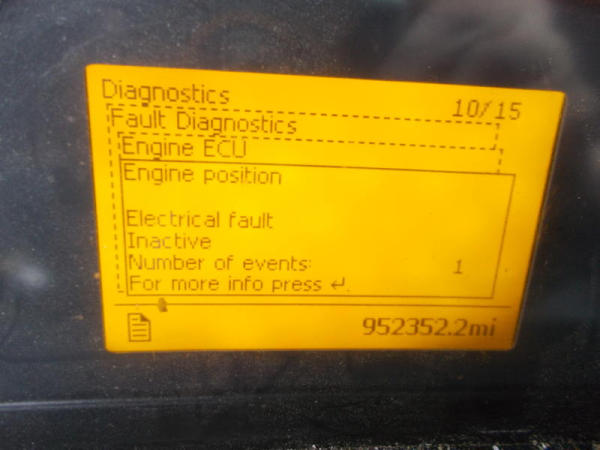 Diagnostics
10/15
Fault Diagnostics
Engine ECU
Engine position
Electrical fault
Inactive
Number of events: 1
For more info press ↵.
952352.2mi